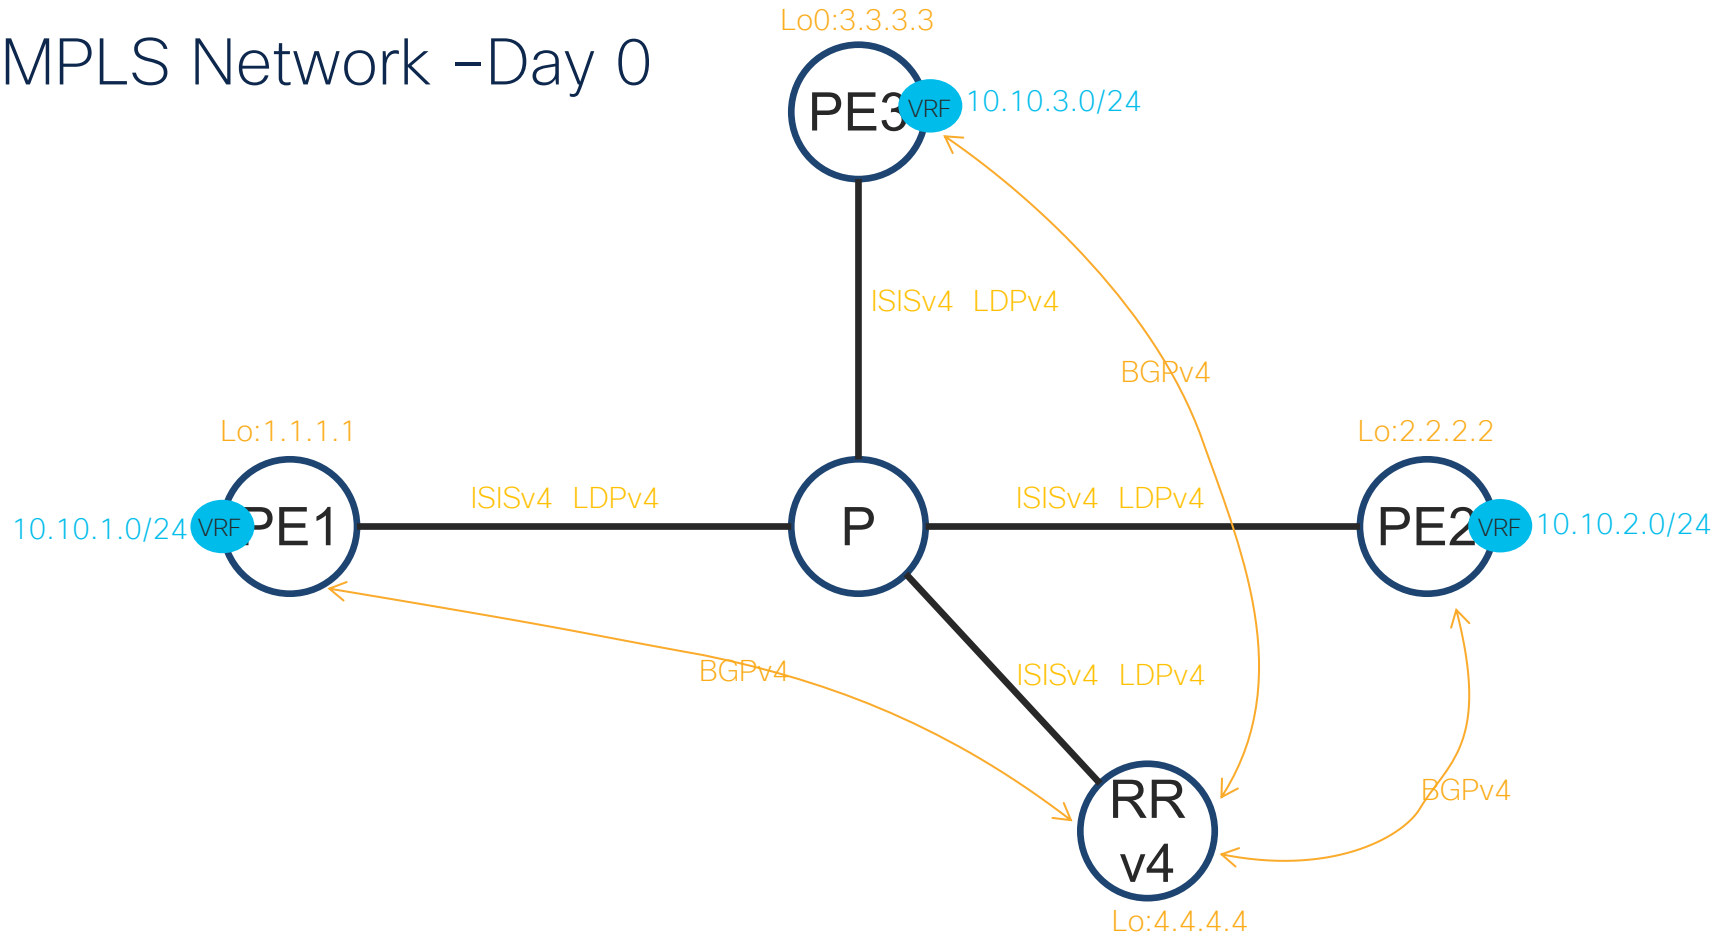 MPLS Network –Day 0
Lo0:3.3.3.3
PE3
VRF
10.10.3.0/24
ISISv4 LDPv4
BGPv4
Lo:1.1.1.1
Lo:2.2.2.2
10.10.1.0/24
VRF
PE1
ISISv4 LDPv4
P
ISISv4 LDPv4
PE2
VRF
10.10.2.0/24
BGPv4
ISISv4 LDPv4
BGPv4
RR
v4
Lo:4.4.4.4